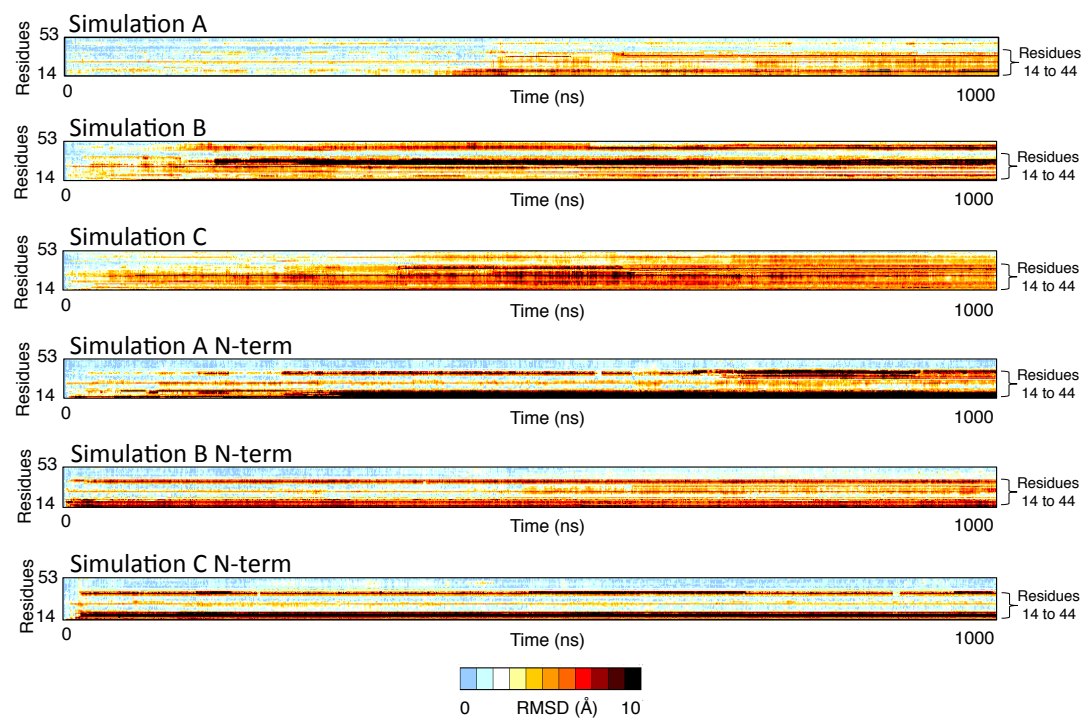 Simulation A
Residues
53
14
0
Time (ns)
1000
Residues
14 to 44
Simulation B
Residues
53
14
0
Time (ns)
1000
Residues
14 to 44
Simulation C
Residues
53
14
0
Time (ns)
1000
Residues
14 to 44
Simulation A N-term
Residues
53
14
0
Time (ns)
1000
Residues
14 to 44
Simulation B N-term
Residues
53
14
0
Time (ns)
1000
Residues
14 to 44
Simulation C N-term
Residues
53
14
0
Time (ns)
1000
Residues
14 to 44
0 RMSD (Å) 10